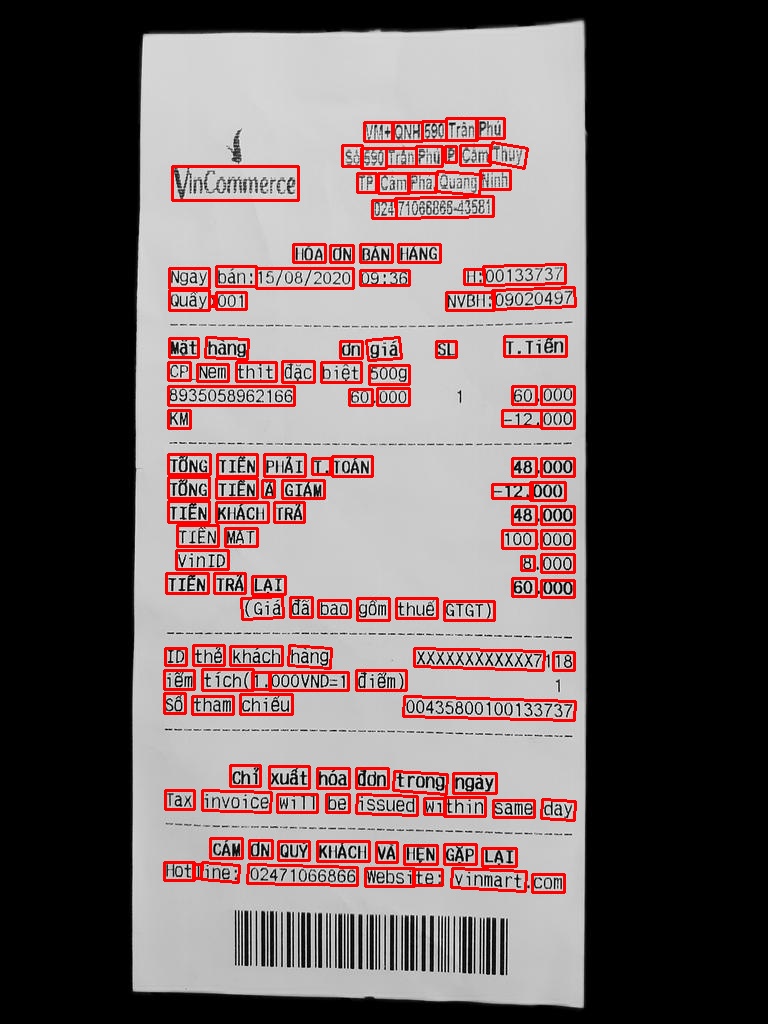 VM+ QNH 590 Trần Phú
Số 590 Trần Phú P Cẩm Thủy
TP Cẩm Phả, Quảng Ninh
VinCommerce
024 71066866-43581
HÓA ĐƠN BÁN HÀNG
Ngày bán: 15/08/2020 09:36 HĐ:00133737
Quầy:001 NVBH:09020497
Mặt hàng Đơn giá SL T.Tiền
CP_Nem thịt đặc biệt 500g
8935058962166 60,000 1 60,000
KM -12,000
TỔNG TIỀN PHẢI T.TOÁN 48,000
TỔNG TIỀN ĐÃ GIẢM -12,000
TIỀN KHÁCH TRẢ 48,000
TIỀN MẶT 100,000
VinID 8,000
TIỀN TRẢ LẠI 60,000
(Giá đã bao gồm thuế GTGT)
ID thẻ khách hàng XXXXXXXXXXXX7118
Điểm tích(1,000VND=1 điểm) 1
Số tham chiếu 00435800100133737
Chỉ xuất hóa đơn trong ngày
Tax invoice will be issued within same day
CẢM ƠN QUÝ KHÁCH VÀ HẸN GẶP LẠI
Hotline: 02471066866 Website: vinmart.com